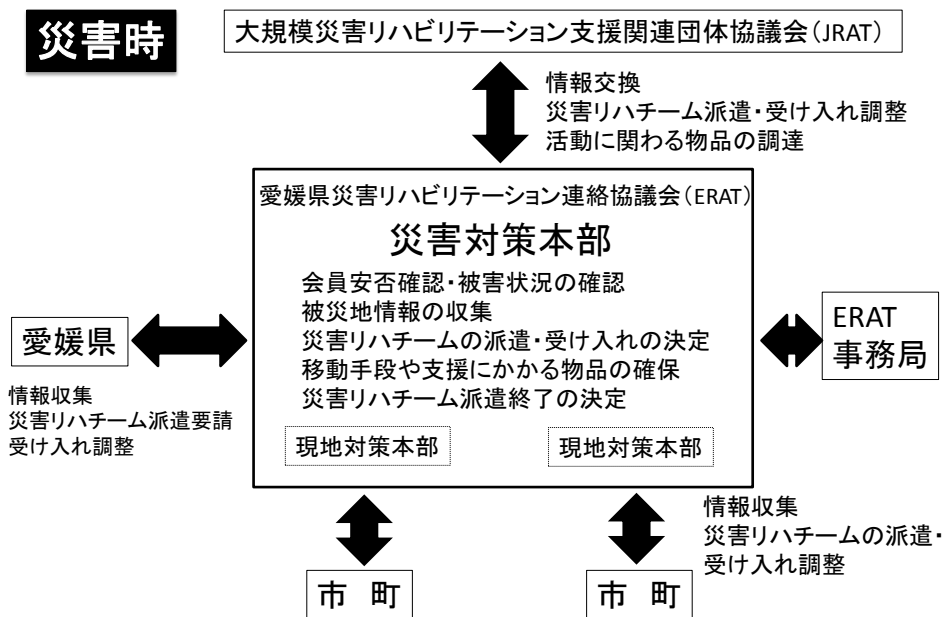 災害時
大規模災害リハビリテーション支援関連団体協議会（JRAT）
情報交換
災害リハチーム派遣・受け入れ調整
活動に関わる物品の調達
愛媛県災害リハビリテーション連絡協議会（ERAT）
災害対策本部
会員安否確認・被害状況の確認
被災地情報の収集
災害リハチームの派遣・受け入れの決定
移動手段や支援にかかる物品の確保
災害リハチーム派遣終了の決定
愛媛県
情報収集
災害リハチーム派遣要請
受け入れ調整
ERAT
事務局
現地対策本部
現地対策本部
情報収集
災害リハチームの派遣・
受け入れ調整
市　町
市　町